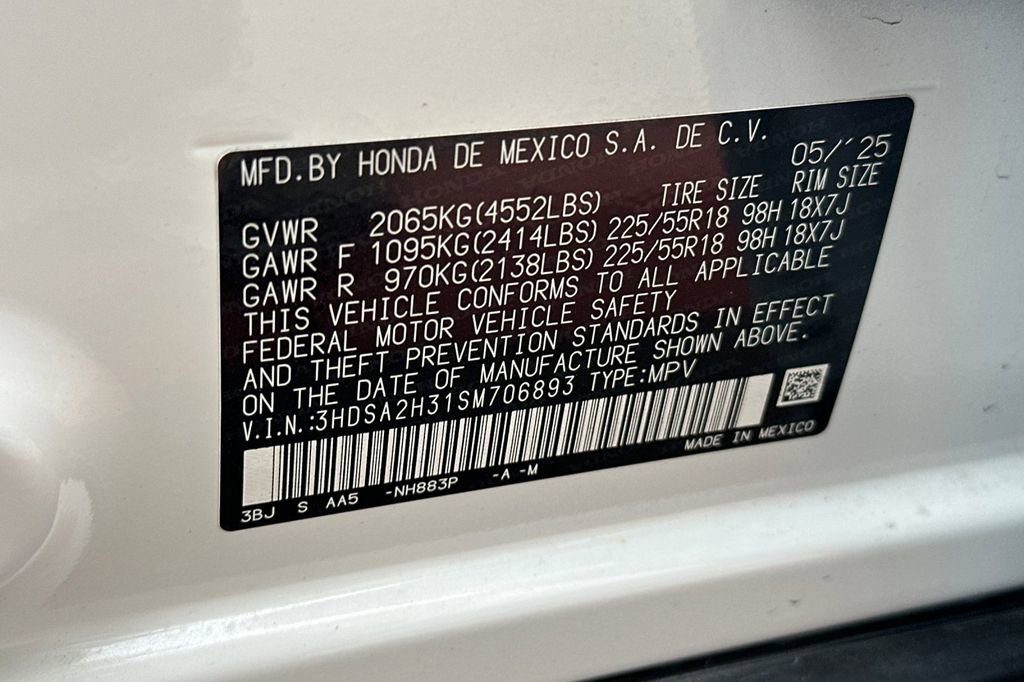 MFD.BY HONDA DE MEXICO S.A. DE C.V.
05/´25
TIRE SIZE RIM SIZE
GVWR 2065KG(4552LBS)
GAWR F 1095KG(2414LBS) 225/55R18 98H 18X7J
GAWR R 970KG(2138LBS) 225/55R18 98H 18X7J
THIS VEHICLE CONFORMS TO ALL APPLICABLE
FEDERAL MOTOR VEHICLE SAFETY
AND THEFT PREVENTION STANDARDS IN EFFECT
ON THE DATE OF MANUFACTURE SHOWN ABOVE.
V.I.N.:3HDSA2H31SM706893 TYPE:MPV
MADE IN MEXICO
3BJ S AA5 -NH883P -A -M